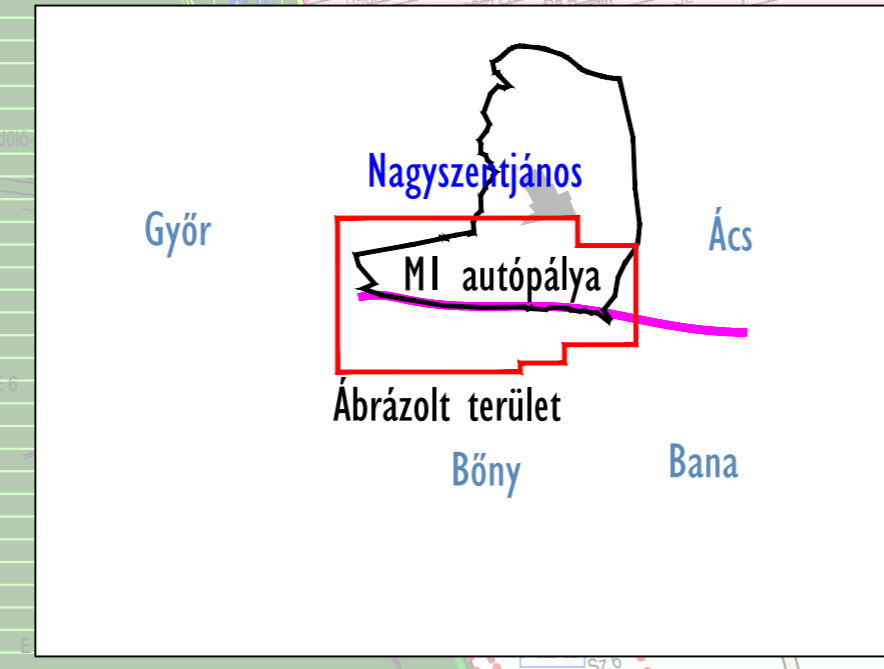 Nagyszentjános
Győr
Ács
M1 autópálya
Ábrázolt terület
Bőny
Bana